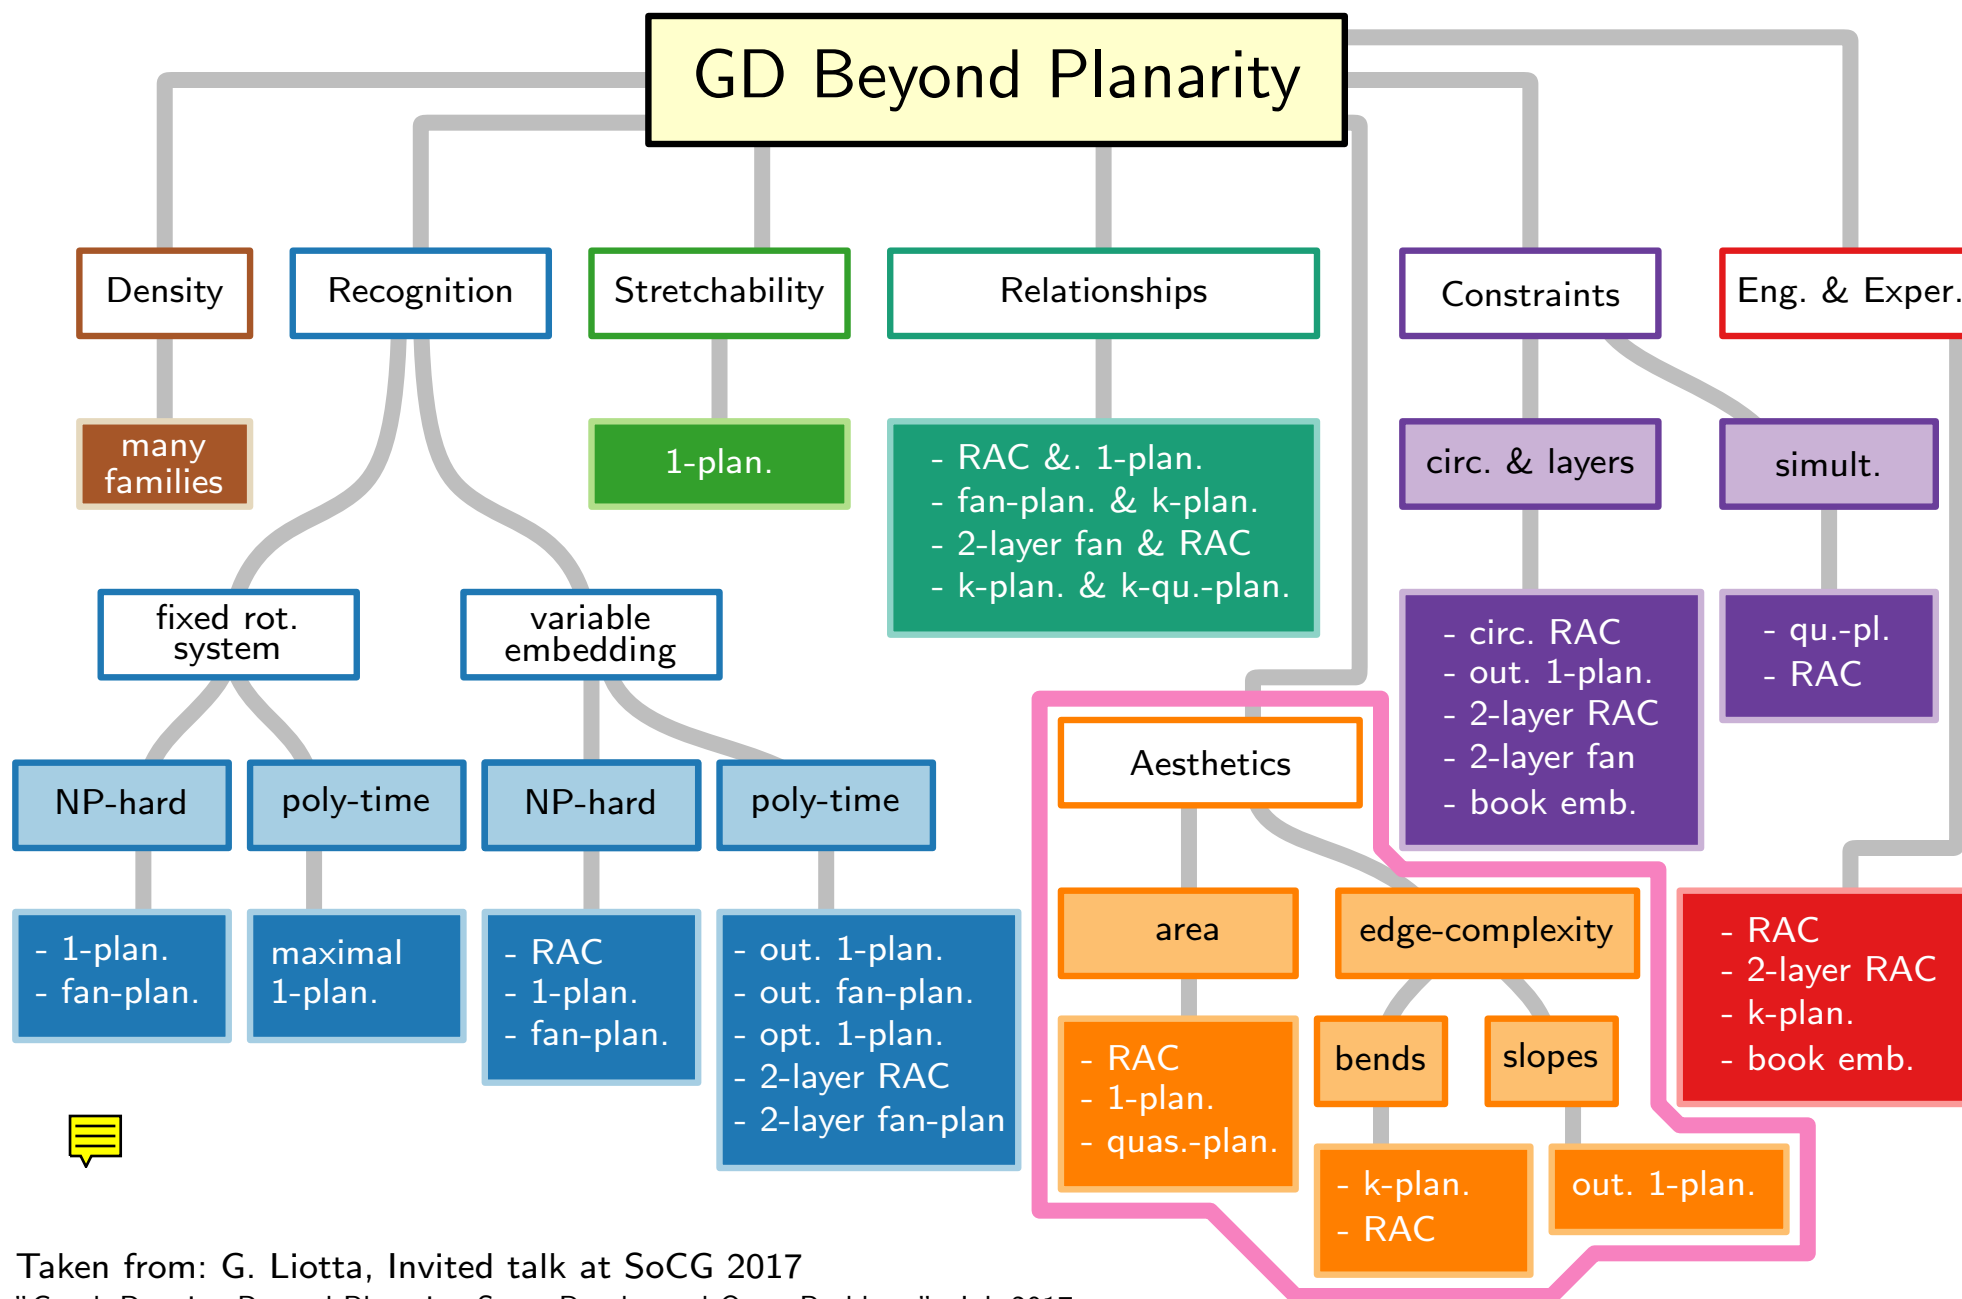 GD Beyond Planarity
Density
Recognition
Stretchability
Relationships
Constraints
Eng. & Exper.
many
families
1-plan.
- RAC &. 1-plan.
- fan-plan. & k-plan.
- 2-layer fan & RAC
- k-plan. & k-qu.-plan.
circ. & layers
simult.
fixed rot.
system
variable
embedding
- circ. RAC
- out. 1-plan.
- 2-layer RAC
- 2-layer fan
- book emb.
- qu.-pl.
- RAC
NP-hard
poly-time
NP-hard
poly-time
Aesthetics
- 1-plan.
- fan-plan.
maximal
1-plan.
- RAC
- 1-plan.
- fan-plan.
- out. 1-plan.
- out. fan-plan.
- opt. 1-plan.
- 2-layer RAC
- 2-layer fan-plan
area
edge-complexity
- RAC
- 1-plan.
- quas.-plan.
bends
slopes
- k-plan.
- RAC
out. 1-plan.
- RAC
- 2-layer RAC
- k-plan.
- book emb.
Taken from: G. Liotta, Invited talk at SoCG 2017